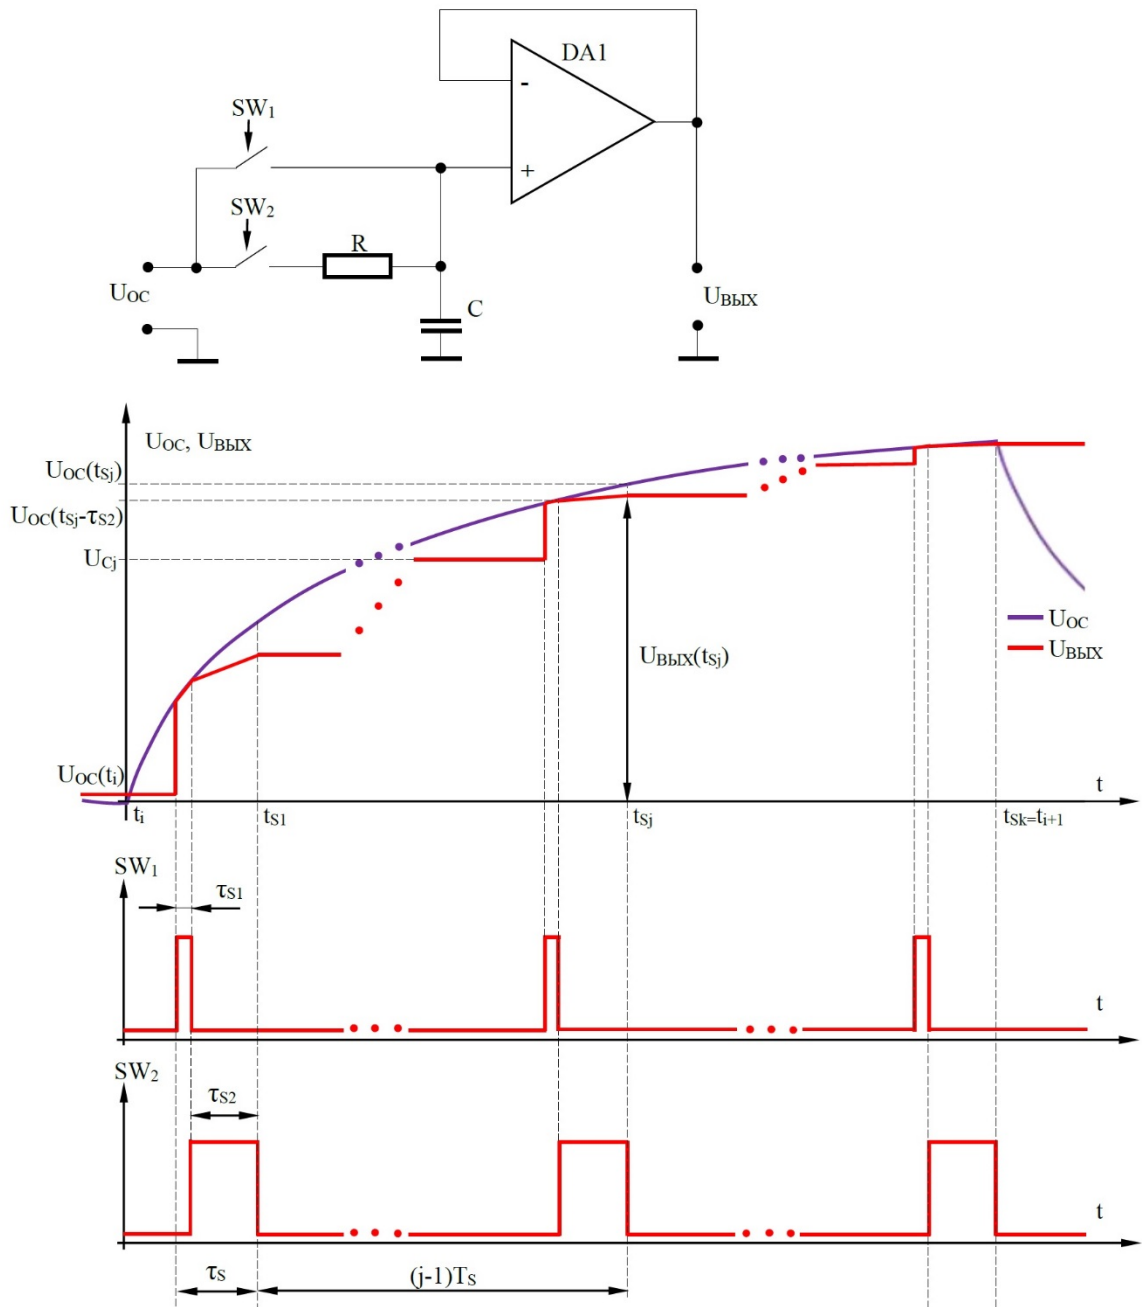 DA1
-
SW1
+
SW2
R
UОС
C
UВЫХ
UОС, UВЫХ
UОС(tSj)
UОС(tSj-τS2)
UCj
UОС
UВЫХ
UВЫХ(tSj)
UОС(ti)
t
ti
tS1
tSj
tSk=ti+1
SW1
τS1
t
SW2
τS2
t
τS
(j-1)TS